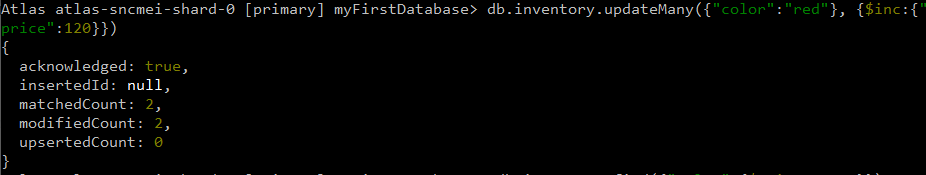 Atlas atlas-sncmei-shard-0 [primary] myFirstDatabase> db.inventory.updateMany({"color":"red"}, {$inc:{"
price":120}})
{
  acknowledged: true,
  insertedId: null,
  matchedCount: 2,
  modifiedCount: 2,
  upsertedCount: 0
}